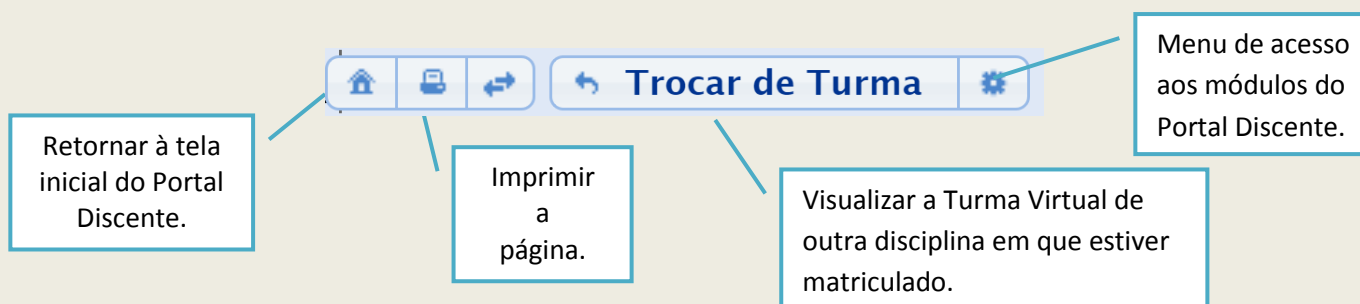 Trocar de Turma
Menu de acesso
aos módulos do
Portal Discente.
Retornar à tela
inicial do Portal
Discente.
Imprimir
a
página.
Visualizar a Turma Virtual de
outra disciplina em que estiver
matriculado.